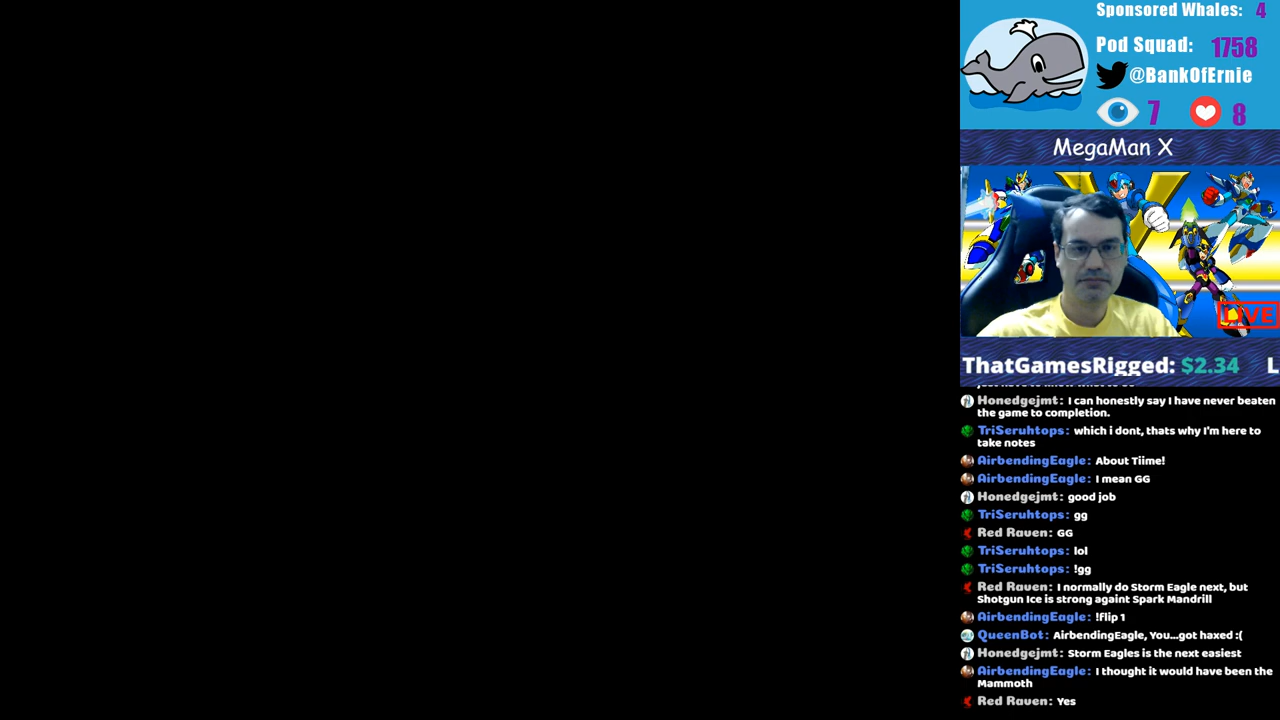 Sponsored Whales: 4
Pod Squad: 1758
@BankOfErnie
7 8
MegaMan X
LIVE
ThatGamesRigged: $2.34 L
Honedgejmt: I can honestly say I have never beaten
the game to completion.
TriSeruhtops: which i dont, thats why I'm here to
take notes
AirbendingEagle: About Tiime!
AirbendingEagle: I mean GG
Honedgejmt: good job
TriSeruhtops: gg
Red Raven: GG
TriSeruhtops: lol
TriSeruhtops: !gg
Red Raven: I normally do Storm Eagle next, but
Shotgun Ice is strong againt Spark Mandrill
AirbendingEagle: !flip 1
QueenBot: AirbendingEagle, You...got haxed :(
Honedgejmt: Storm Eagles is the next easiest
AirbendingEagle: I thought it would have been the
Mammoth
Red Raven: Yes